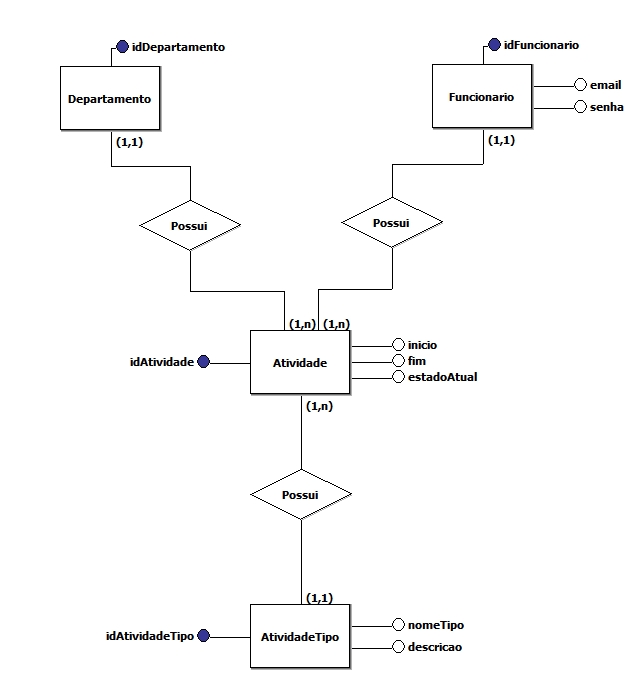 idDepartamento
idFuncionario
Departamento
Funcionario
email
senha
(1,1)
(1,1)
Possui
Possui
(1,n)
(1,n)
idAtividade
Atividade
inicio
fim
estadoAtual
(1,n)
Possui
(1,1)
idAtividadeTipo
AtividadeTipo
nomeTipo
descricao